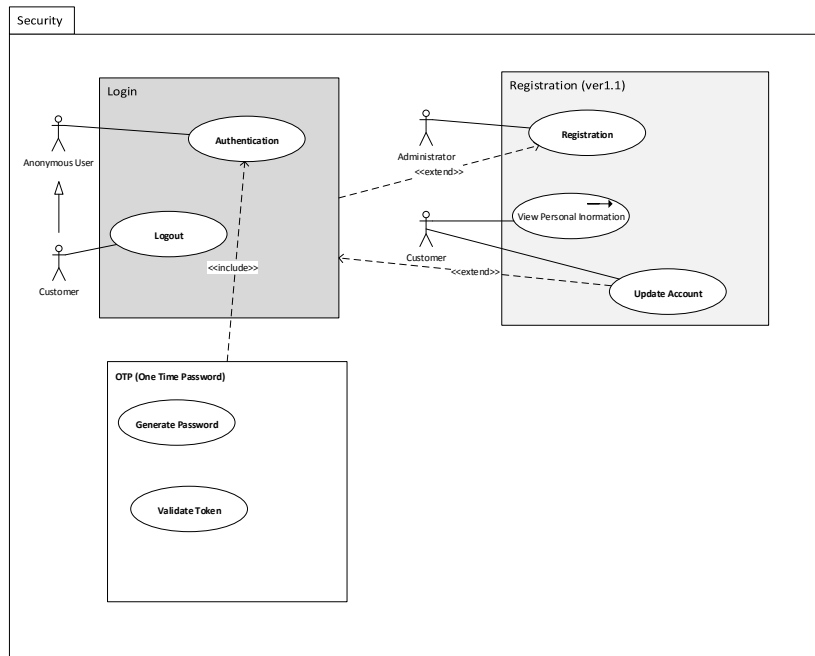 Security
Login
Authentication
Anonymous User
Logout
Customer
<<include>>
Registration (ver1.1)
Registration
Administrator
<<extend>>
View Personal Inormation
Customer
<<extend>>
Update Account
OTP (One Time Password)
Generate Password
Validate Token